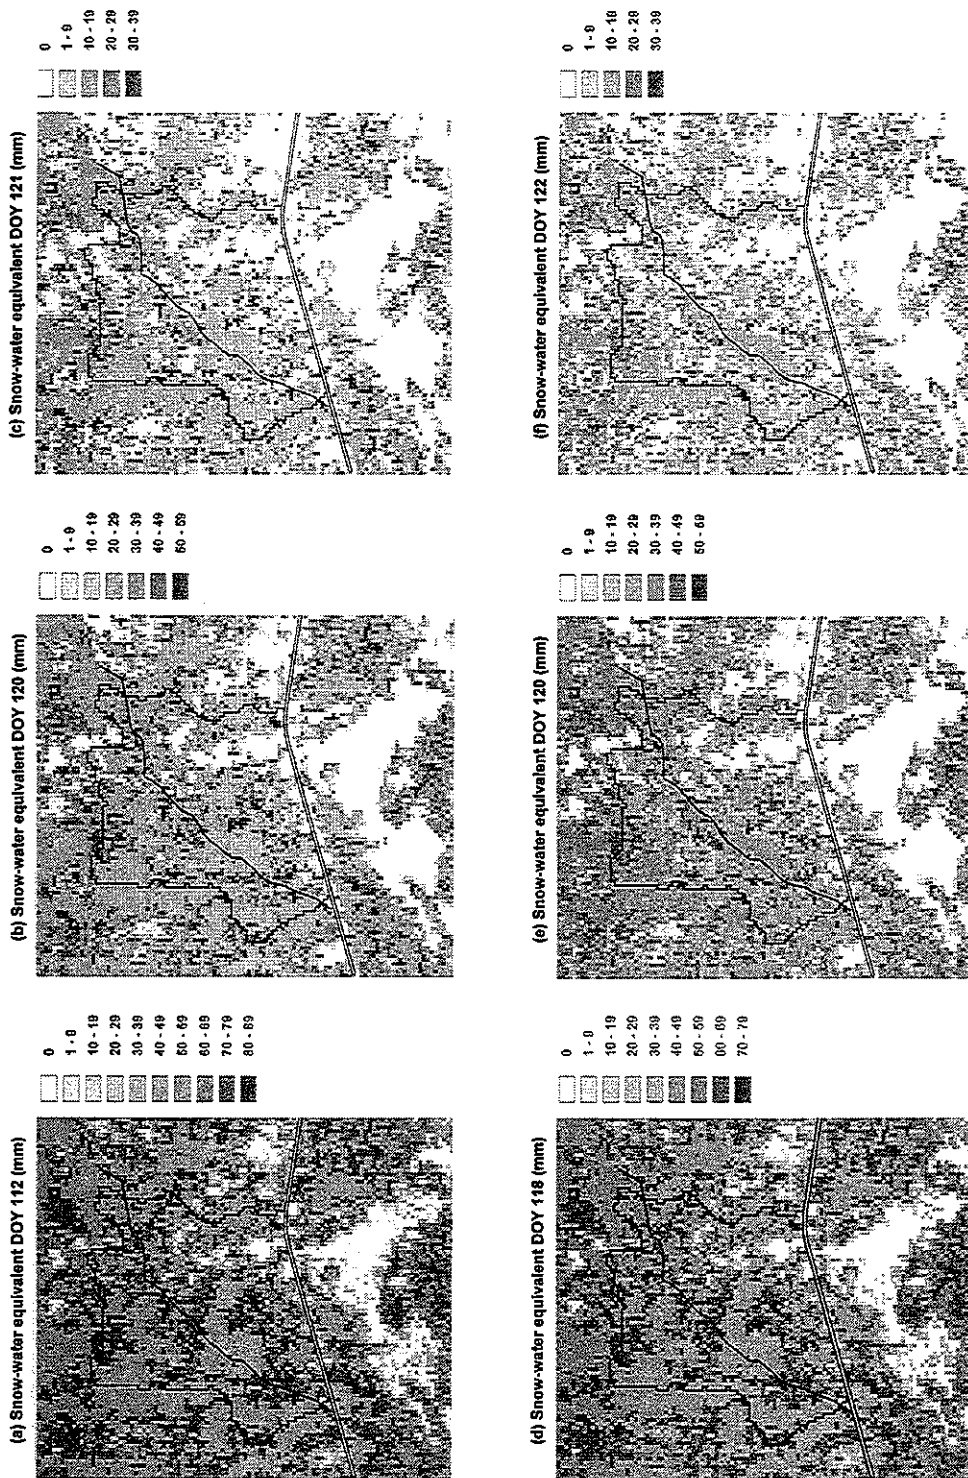 (a) Snow-water equivalent DOY 112 (mm)
0
1 - 9
10 - 19
20 - 29
30 - 39
40 - 49
50 - 59
60 - 69
70 - 79
80 - 89
(b) Snow-water equivalent DOY 120 (mm)
0
1 - 9
10 - 19
20 - 29
30 - 39
40 - 49
50 - 59
(c) Snow-water equivalent DOY 121 (mm)
0
1 - 9
10 - 19
20 - 29
30 - 39
(d) Snow-water equivalent DOY 118 (mm)
0
1 - 9
10 - 19
20 - 29
30 - 39
40 - 49
50 - 59
60 - 69
70 - 79
(e) Snow-water equivalent DOY 120 (mm)
0
1 - 9
10 - 19
20 - 29
30 - 39
40 - 49
50 - 59
(f) Snow-water equivalent DOY 122 (mm)
0
1 - 9
10 - 19
20 - 29
30 - 39